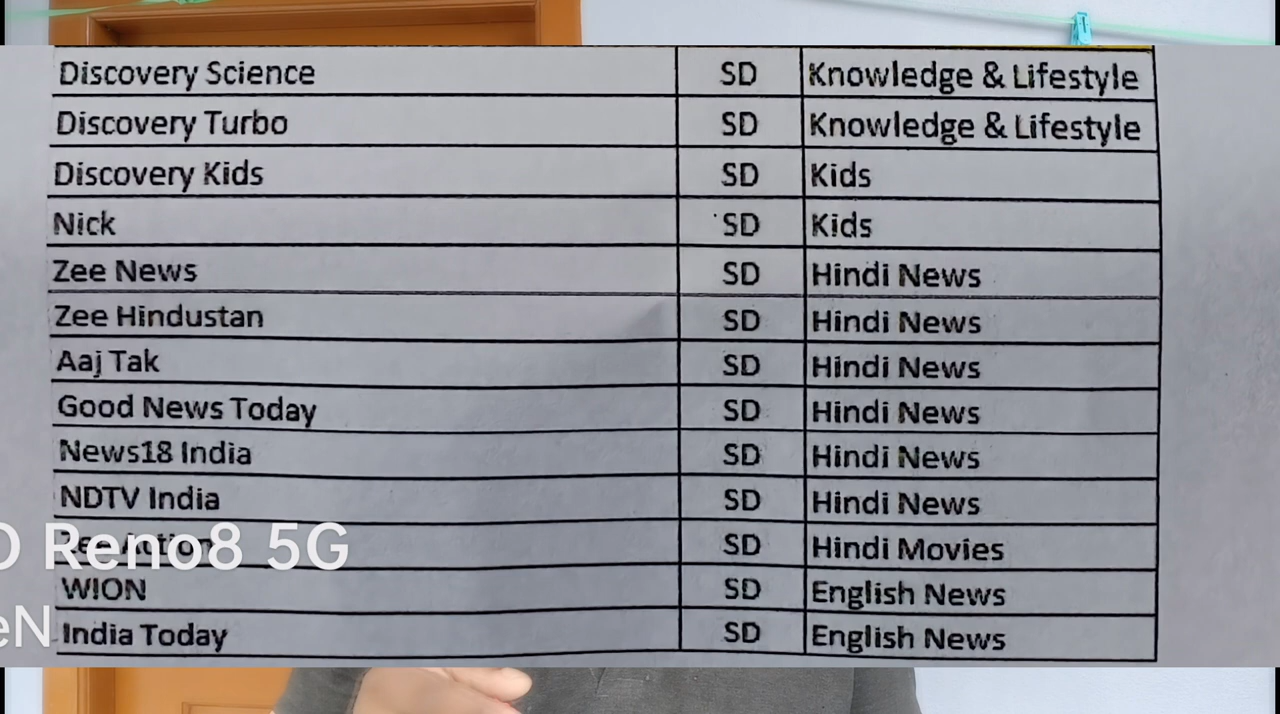 Discovery Science SD Knowledge & Lifestyle
Discovery Turbo SD Knowledge & Lifestyle
Discovery Kids SD Kids
Nick SD Kids
Zee News SD Hindi News
Zee Hindustan SD Hindi News
Aaj Tak SD Hindi News
Good News Today SD Hindi News
News18 India SD Hindi News
NDTV India SD Hindi News
Zee Action SD Hindi Movies
Reno8 5G
WION SD English News
India Today SD English News